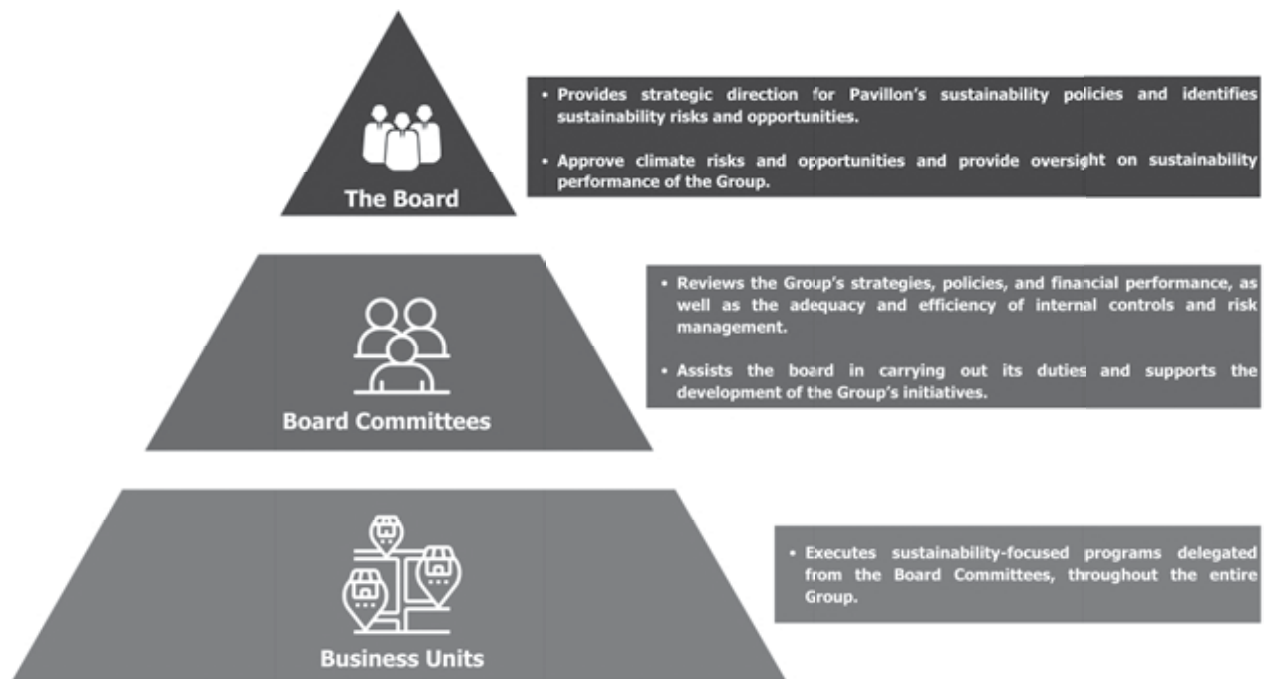 The Board
• Provides strategic direction for Pavillon's sustainability policies and identifies
sustainability risks and opportunities.
• Approve climate risks and opportunities and provide oversight on sustainability
performance of the Group.
Board Committees
• Reviews the Group's strategies, policies, and financial performance, as
well as the adequacy and efficiency of internal controls and risk
management.
• Assists the board in carrying out its duties and supports the
development of the Group's initiatives.
Business Units
• Executes sustainability-focused programs delegated
from the Board Committees, throughout the entire
Group.